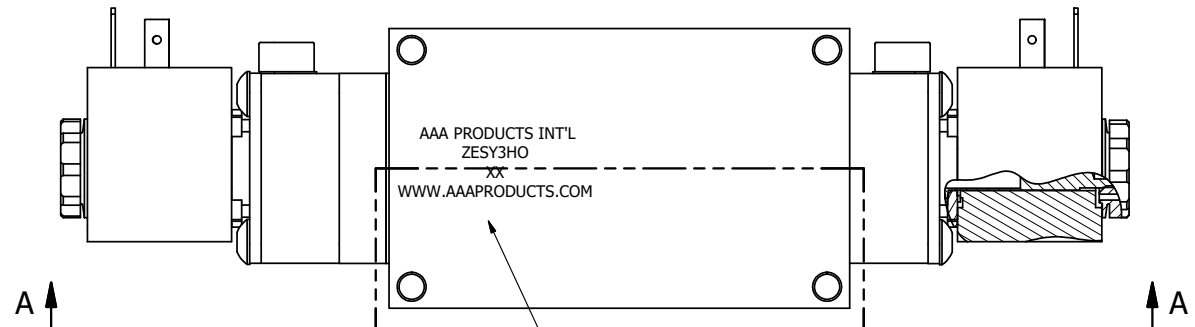 AAA PRODUCTS INT'L
ZESY3HO
XX
WWW.AAAPRODUCTS.COM
A A